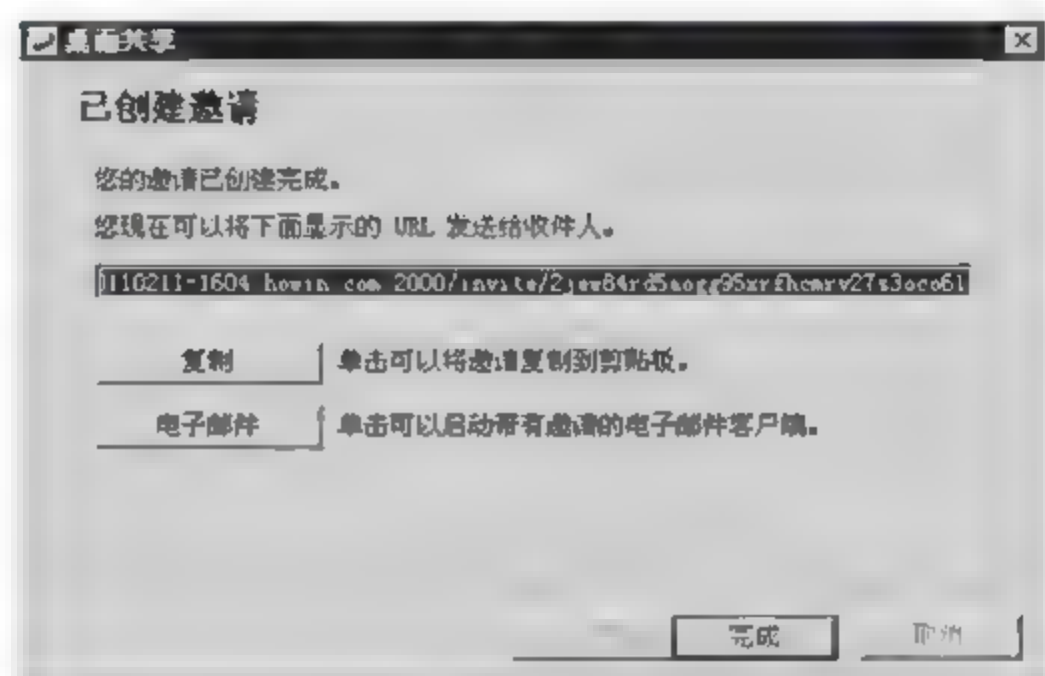 桌面共享
已创建邀请
您的邀请已创建完成。
您现在可以将下面显示的 URL 发送给收件人。
复制 单击可以将邀请复制到剪贴板。
电子邮件 单击可以启动带有邀请的电子邮件客户端。
完成 取消